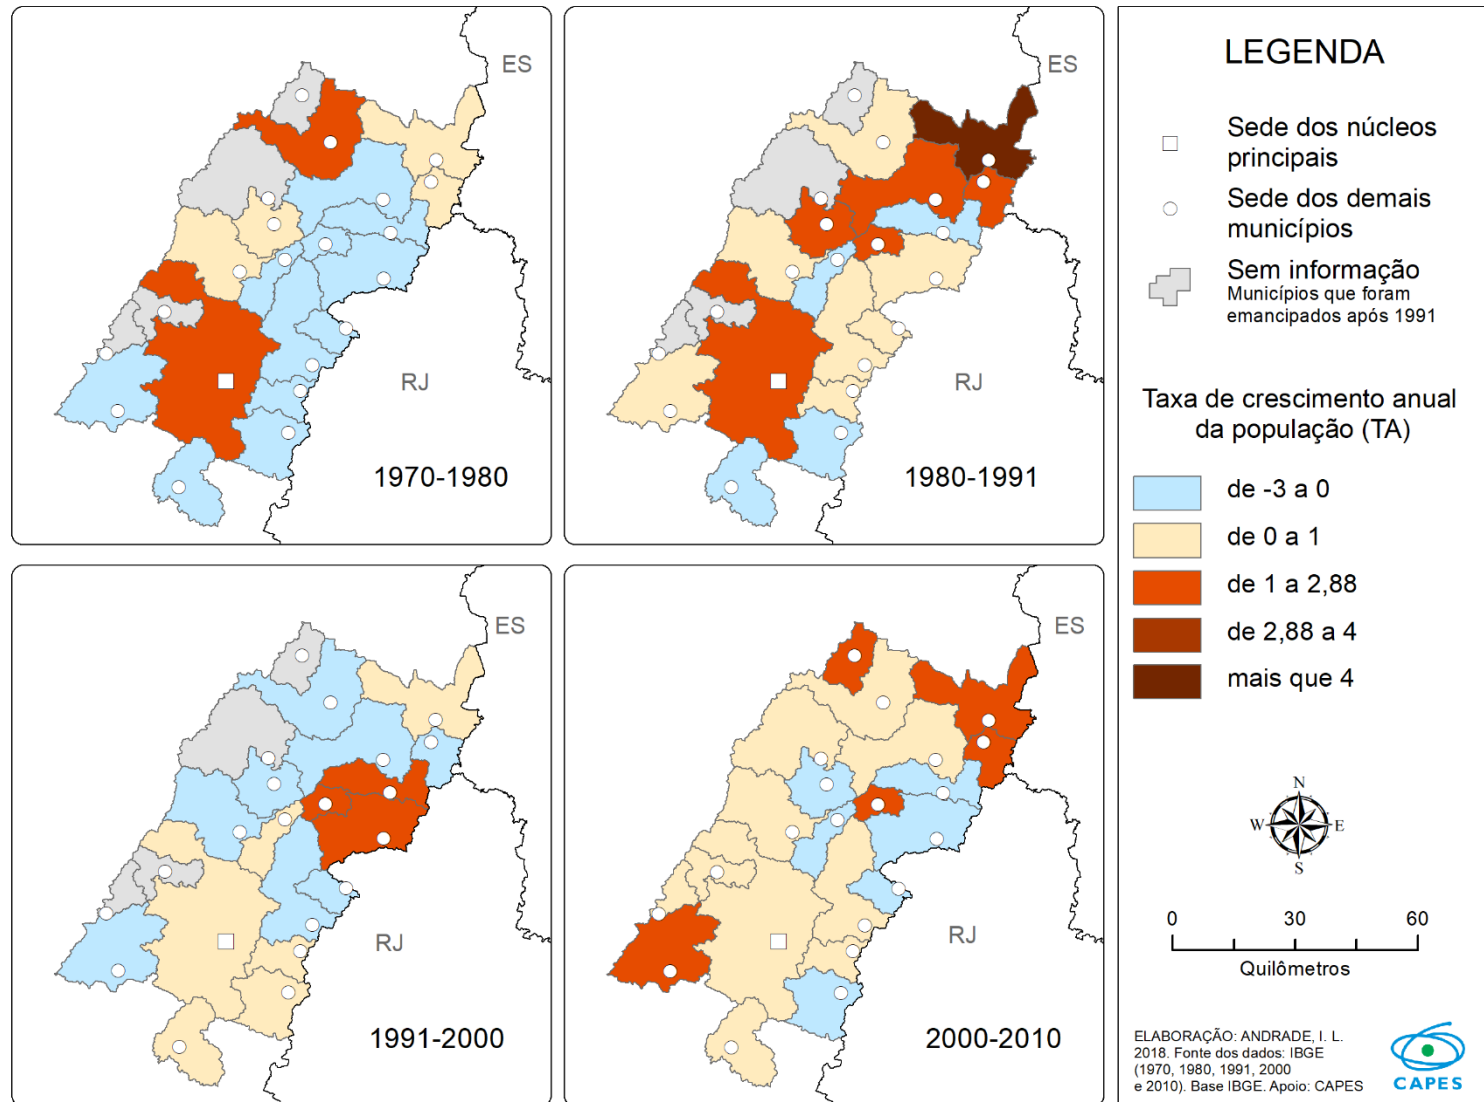 ES
RJ
1970-1980
ES
RJ
1980-1991
ES
RJ
1991-2000
ES
RJ
2000-2010
LEGENDA
Sede dos núcleos
principais
Sede dos demais
municípios
Sem informação
Municípios que foram
emancipados após 1991
Taxa de crescimento anual
da população (TA)
de -3 a 0
de 0 a 1
de 1 a 2,88
de 2,88 a 4
mais que 4
N
W
E
S
0 30 60
Quilômetros
ELABORAÇÃO: ANDRADE, I. L.
2018. Fonte dos dados: IBGE
(1970, 1980, 1991, 2000
e 2010). Base IBGE. Apoio: CAPES
CAPES